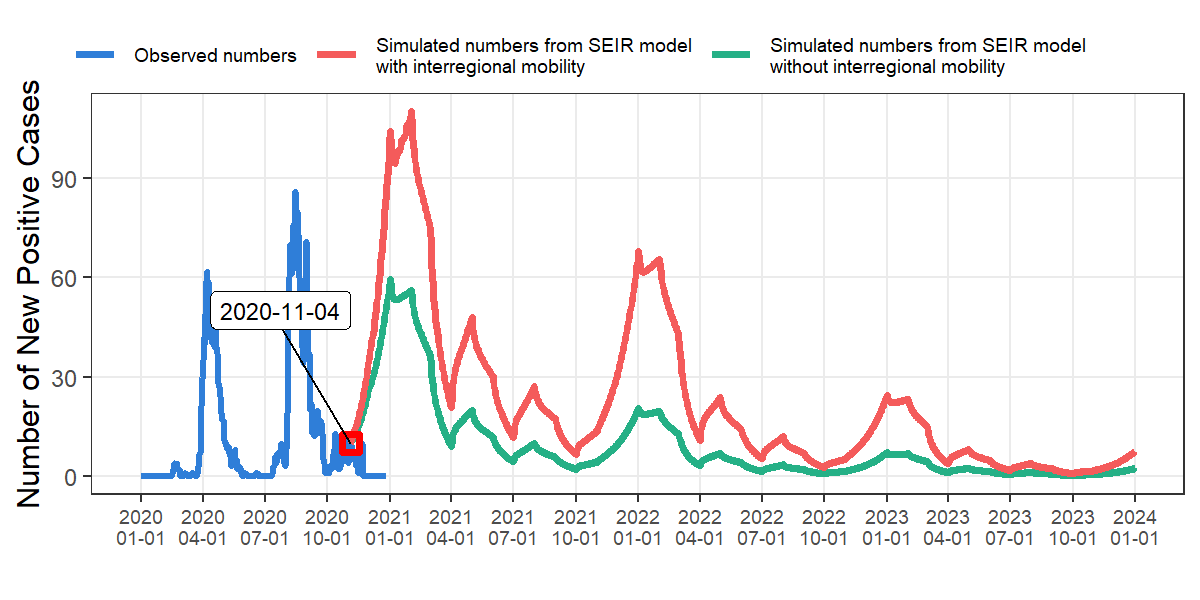 Observed numbers
Simulated numbers from SEIR model
with interregional mobility
Simulated numbers from SEIR model
without interregional mobility
Number of New Positive Cases
90
60
30
0
2020-11-04
2020 2020 2020 2020 2021 2021 2021 2021 2022 2022 2022 2022 2023 2023 2023 2023 2024
01-01 04-01 07-01 10-01 01-01 04-01 07-01 10-01 01-01 04-01 07-01 10-01 01-01 04-01 07-01 10-01 01-01